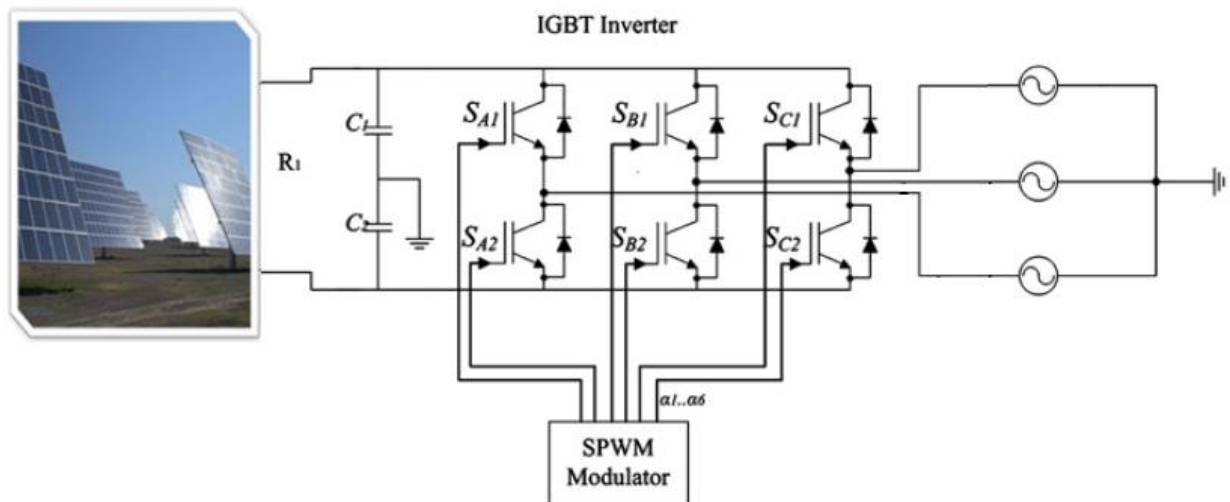 IGBT Inverter
C1
R1
C2
SA1
SB1
SC1
SA2
SB2
SC2
α1..α6
SPWM
Modulator